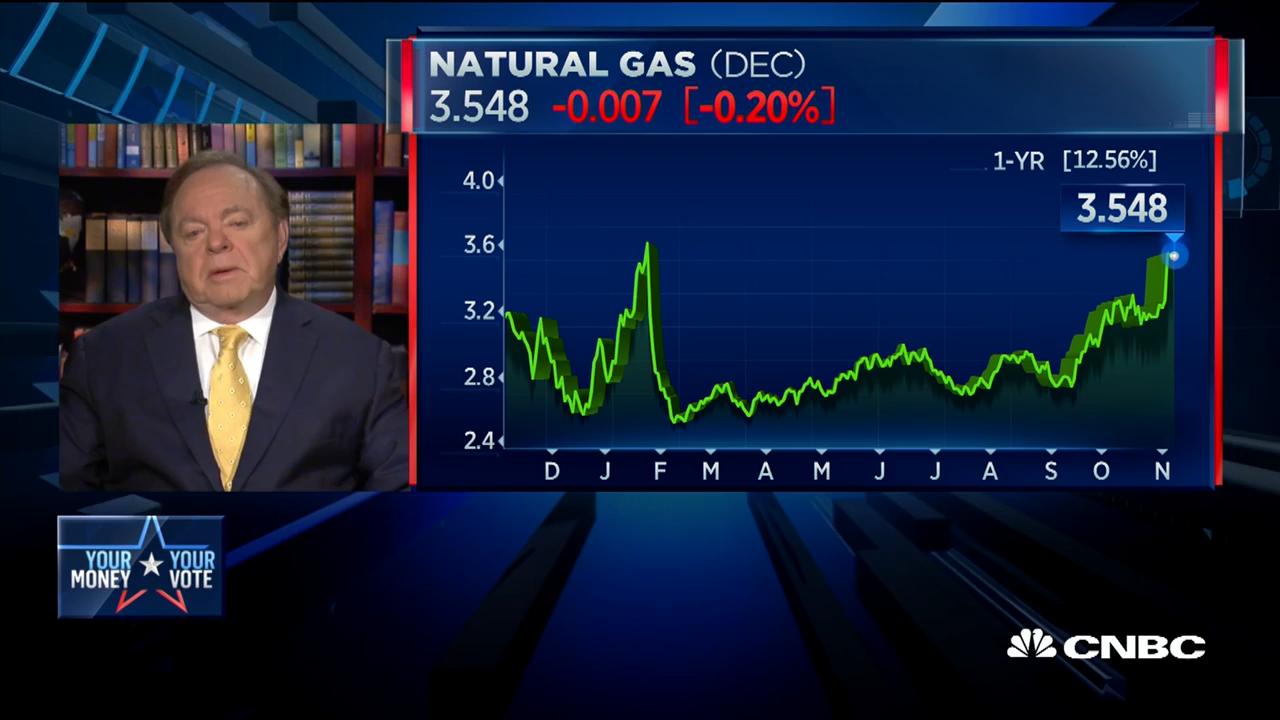 NATURAL GAS (DEC)
3.548 -0.007 [-0.20%]
1-YR [12.56%]
3.548
4.0
3.6
3.2
2.8
2.4
D J F M A M J J A S O N
YOUR YOUR
MONEY VOTE
CNBC